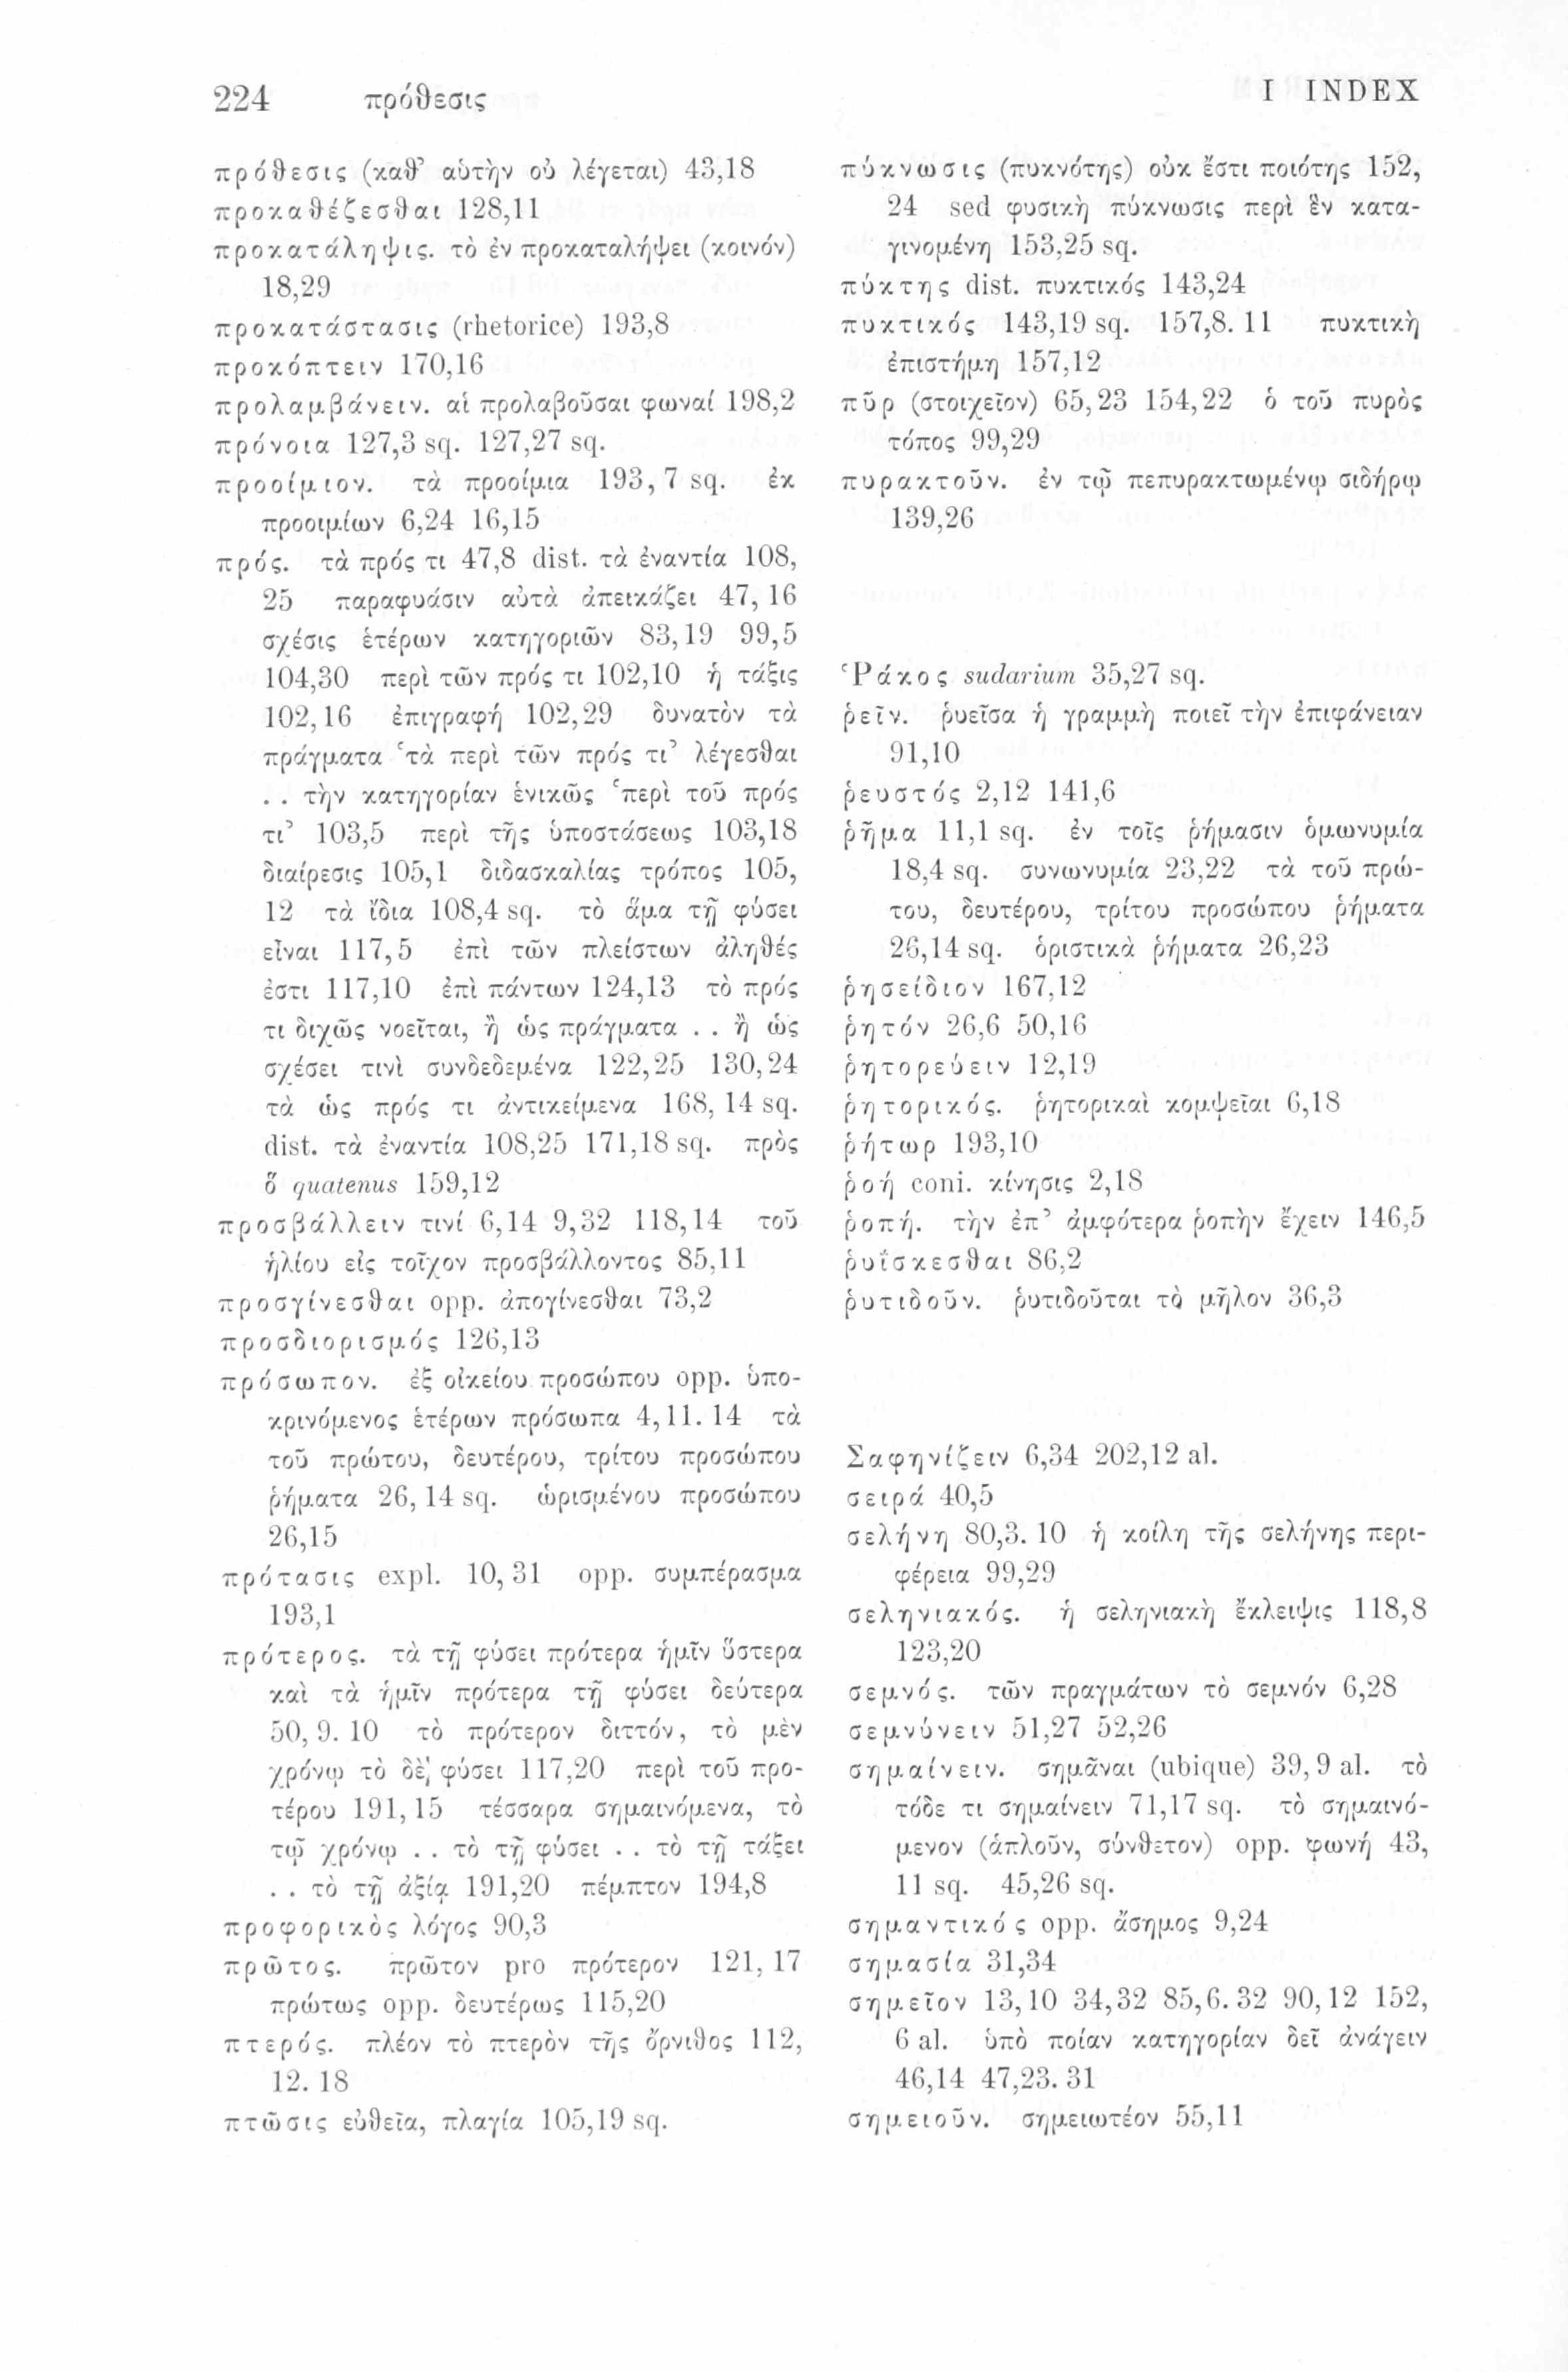 224 πρόθεσις I INDEX
πρόθεσις (καθ’ αὑτὴν οὐ λέγεται) 43,18
προκαθέζεσθαι 128,11
προκατάληψις. τὸ ἐν προκαταλήψει (κοινόν)
18,29
προκατάστασις (rhetorice) 193,8
προκόπτειν 170,16
προλαμβάνειν. αἱ προλαβοῦσαι φωναί 198,2
πρόνοια 127,3 sq. 127,27 sq.
προοίμιον. τὰ προοίμια 193, 7 sq. ἐκ
προοιμίων 6,24 16,15
πρός. τὰ πρός τι 47,8 dist. τὰ ἐναντία 108,
25 παραφυάσιν αὐτὰ ἀπεικάζει 47, 16
σχέσις ἑτέρων κατηγοριῶν 83,19 99,5
104,30 περὶ τῶν πρός τι 102,10 ἡ τάξις
102,16 ἐπιγραφή 102,29 δυνατὸν τὰ
πράγματα ‘τὰ περὶ τῶν πρός τι’ λέγεσθαι
. . τὴν κατηγορίαν ἑνικῶς ‘περὶ τοῦ πρός
τι’ 103,5 περὶ τῆς ὑποστάσεως 103,18
διαίρεσις 105,1 διδασκαλίας τρόπος 105,
12 τὰ ἴδια 108,4 sq. τὸ ἅμα τῇ φύσει
εἶναι 117,5 ἐπὶ τῶν πλείστων ἀληθές
ἐστι 117,10 ἐπὶ πάντων 124,13 τὸ πρός
τι διχῶς νοεῖται, ἢ ὡς πράγματα . . ἢ ὡς
σχέσει τινὶ συνδεδεμένα 122,25 130,24
τὰ ὡς πρός τι ἀντικείμενα 168, 14 sq.
dist. τὰ ἐναντία 108,25 171,18 sq. πρὸς
ὅ quatenus 159,12
προσβάλλειν τινί 6,14 9,32 118,14 τοῦ
ἡλίου εἰς τοῖχον προσβάλλοντος 85,11
προσγίνεσθαι opp. ἀπογίνεσθαι 73,2
προσδιορισμός 126,13
πρόσωπον. ἐξ οἰκείου προσώπου opp. ὑπο-
κρινόμενος ἑτέρων πρόσωπα 4,11. 14 τὰ
τοῦ πρώτου, δευτέρου, τρίτου προσώπου
ῥήματα 26, 14 sq. ὡρισμένου προσώπου
26,15
πρότασις expl. 10, 31 opp. συμπέρασμα
193,1
πρότερος. τὰ τῇ φύσει πρότερα ἡμῖν ὕστερα
καὶ τὰ ἡμῖν πρότερα τῇ φύσει δεύτερα
50, 9. 10 τὸ πρότερον διττόν, τὸ μὲν
χρόνῳ τὸ δὲ φύσει 117,20 περὶ τοῦ προ-
τέρου 191, 15 τέσσαρα σημαινόμενα, τὸ
τῷ χρόνῳ . . τὸ τῇ φύσει . . τὸ τῇ τάξει
. . τὸ τῇ ἀξίᾳ 191,20 πέμπτον 194,8
προφορικὸς λόγος 90,3
πρῶτος. πρῶτον pro πρότερον 121, 17
πρώτως opp. δευτέρως 115,20
πτερός. πλέον τὸ πτερὸν τῆς ὄρνιθος 112,
12. 18
πτῶσις εὐθεῖα, πλαγία 105,19 sq.
πύκνωσις (πυκνότης) οὐκ ἔστι ποιότης 152,
24 sed φυσικὴ πύκνωσις περὶ ἓν κατα-
γινομένη 153,25 sq.
πύκτης dist. πυκτικός 143,24
πυκτικός 143,19 sq. 157,8. 11 πυκτικὴ
ἐπιστήμη 157,12
πῦρ (στοιχεῖον) 65,23 154,22 ὁ τοῦ πυρὸς
τόπος 99,29
πυρακτοῦν. ἐν τῷ πεπυρακτωμένῳ σιδήρῳ
139,26
Ῥάκος sudarium 35,27 sq.
ῥεῖν. ῥυεῖσα ἡ γραμμὴ ποιεῖ τὴν ἐπιφάνειαν
91,10
ῥευστός 2,12 141,6
ῥῆμα 11,1 sq. ἐν τοῖς ῥήμασιν ὁμωνυμία
18,4 sq. συνωνυμία 23,22 τὰ τοῦ πρώ-
του, δευτέρου, τρίτου προσώπου ῥήματα
26,14 sq. ὁριστικὰ ῥήματα 26,23
ῥησείδιον 167,12
ῥητόν 26,6 50,16
ῥητορεύειν 12,19
ῥητορικός. ῥητορικαὶ κομψεῖαι 6,18
ῥήτωρ 193,10
ῥοή coni. κίνησις 2,18
ῥοπή. τὴν ἐπ’ ἀμφότερα ῥοπὴν ἔχειν 146,5
ῥυΐσκεσθαι 86,2
ῥυτιδοῦν. ῥυτιδοῦται τὸ μῆλον 36,3
Σαφηνίζειν 6,34 202,12 al.
σειρά 40,5
σελήνη 80,3. 10 ἡ κοίλη τῆς σελήνης περι-
φέρεια 99,29
σεληνιακός. ἡ σεληνιακὴ ἔκλειψις 118,8
123,20
σεμνός. τῶν πραγμάτων τὸ σεμνόν 6,28
σεμνύνειν 51,27 52,26
σημαίνειν. σημᾶναι (ubique) 39, 9 al. τὸ
τόδε τι σημαίνειν 71,17 sq. τὸ σημαινό-
μενον (ἁπλοῦν, σύνθετον) opp. φωνή 43,
11 sq. 45,26 sq.
σημαντικός opp. ἄσημος 9,24
σημασία 31,34
σημεῖον 13,10 34,32 85,6. 32 90,12 152,
6 al. ὑπὸ ποίαν κατηγορίαν δεῖ ἀνάγειν
46,14 47,23. 31
σημειοῦν. σημειωτέον 55,11